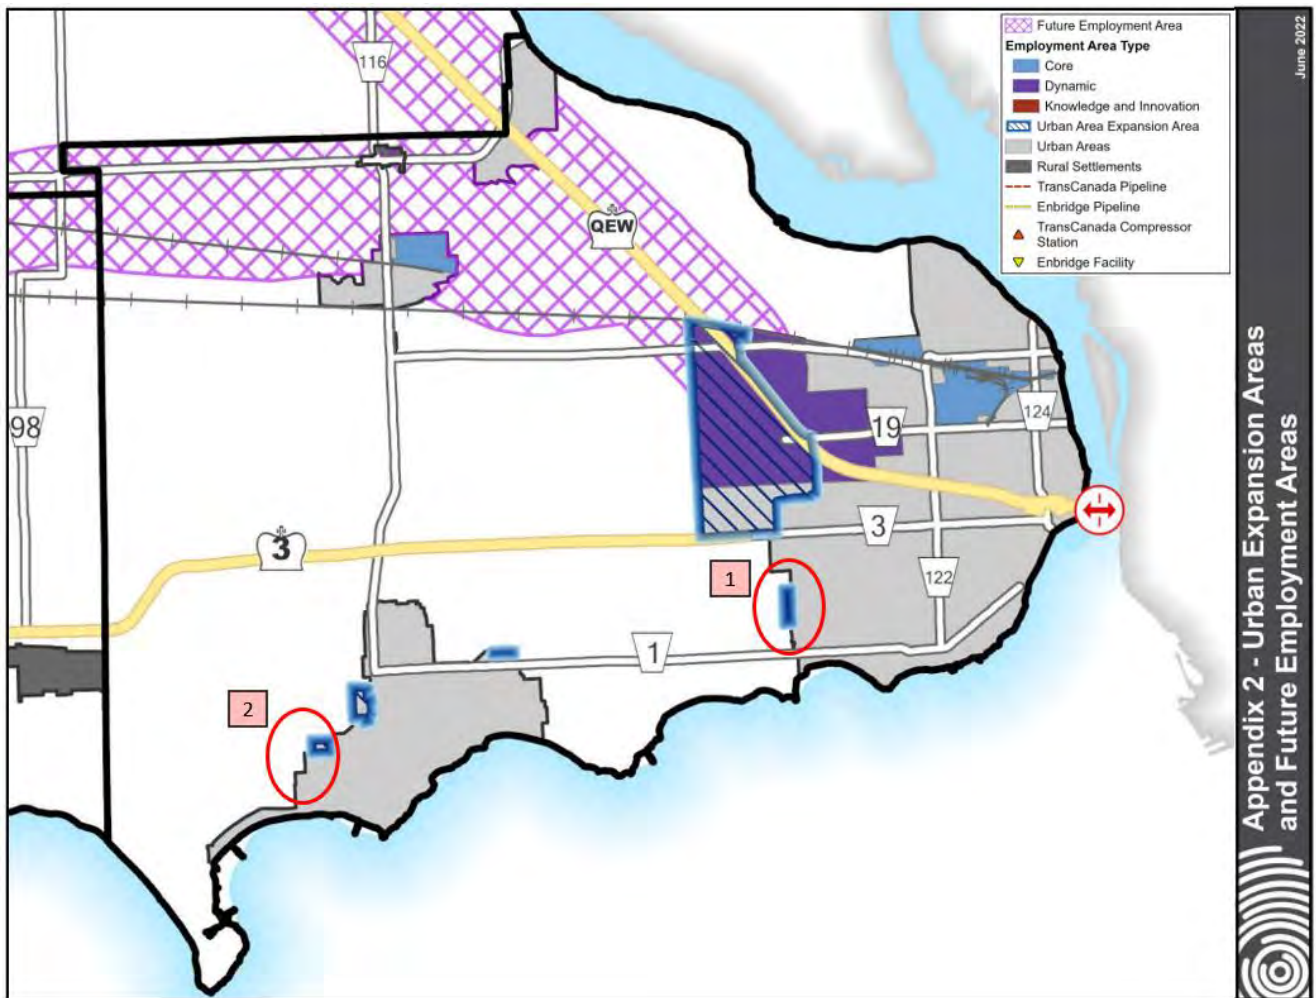 Future Employment Area
Employment Area Type
Core
Dynamic
Knowledge and Innovation
Urban Area Expansion Area
Urban Areas
Rural Settlements
TransCanada Pipeline
Enbridge Pipeline
TransCanada Compressor
Station
Enbridge Facility
116
QEW
98
19
124
3
3
122
1
1
2
June 2022
Appendix 2 - Urban Expansion Areas
and Future Employment Areas